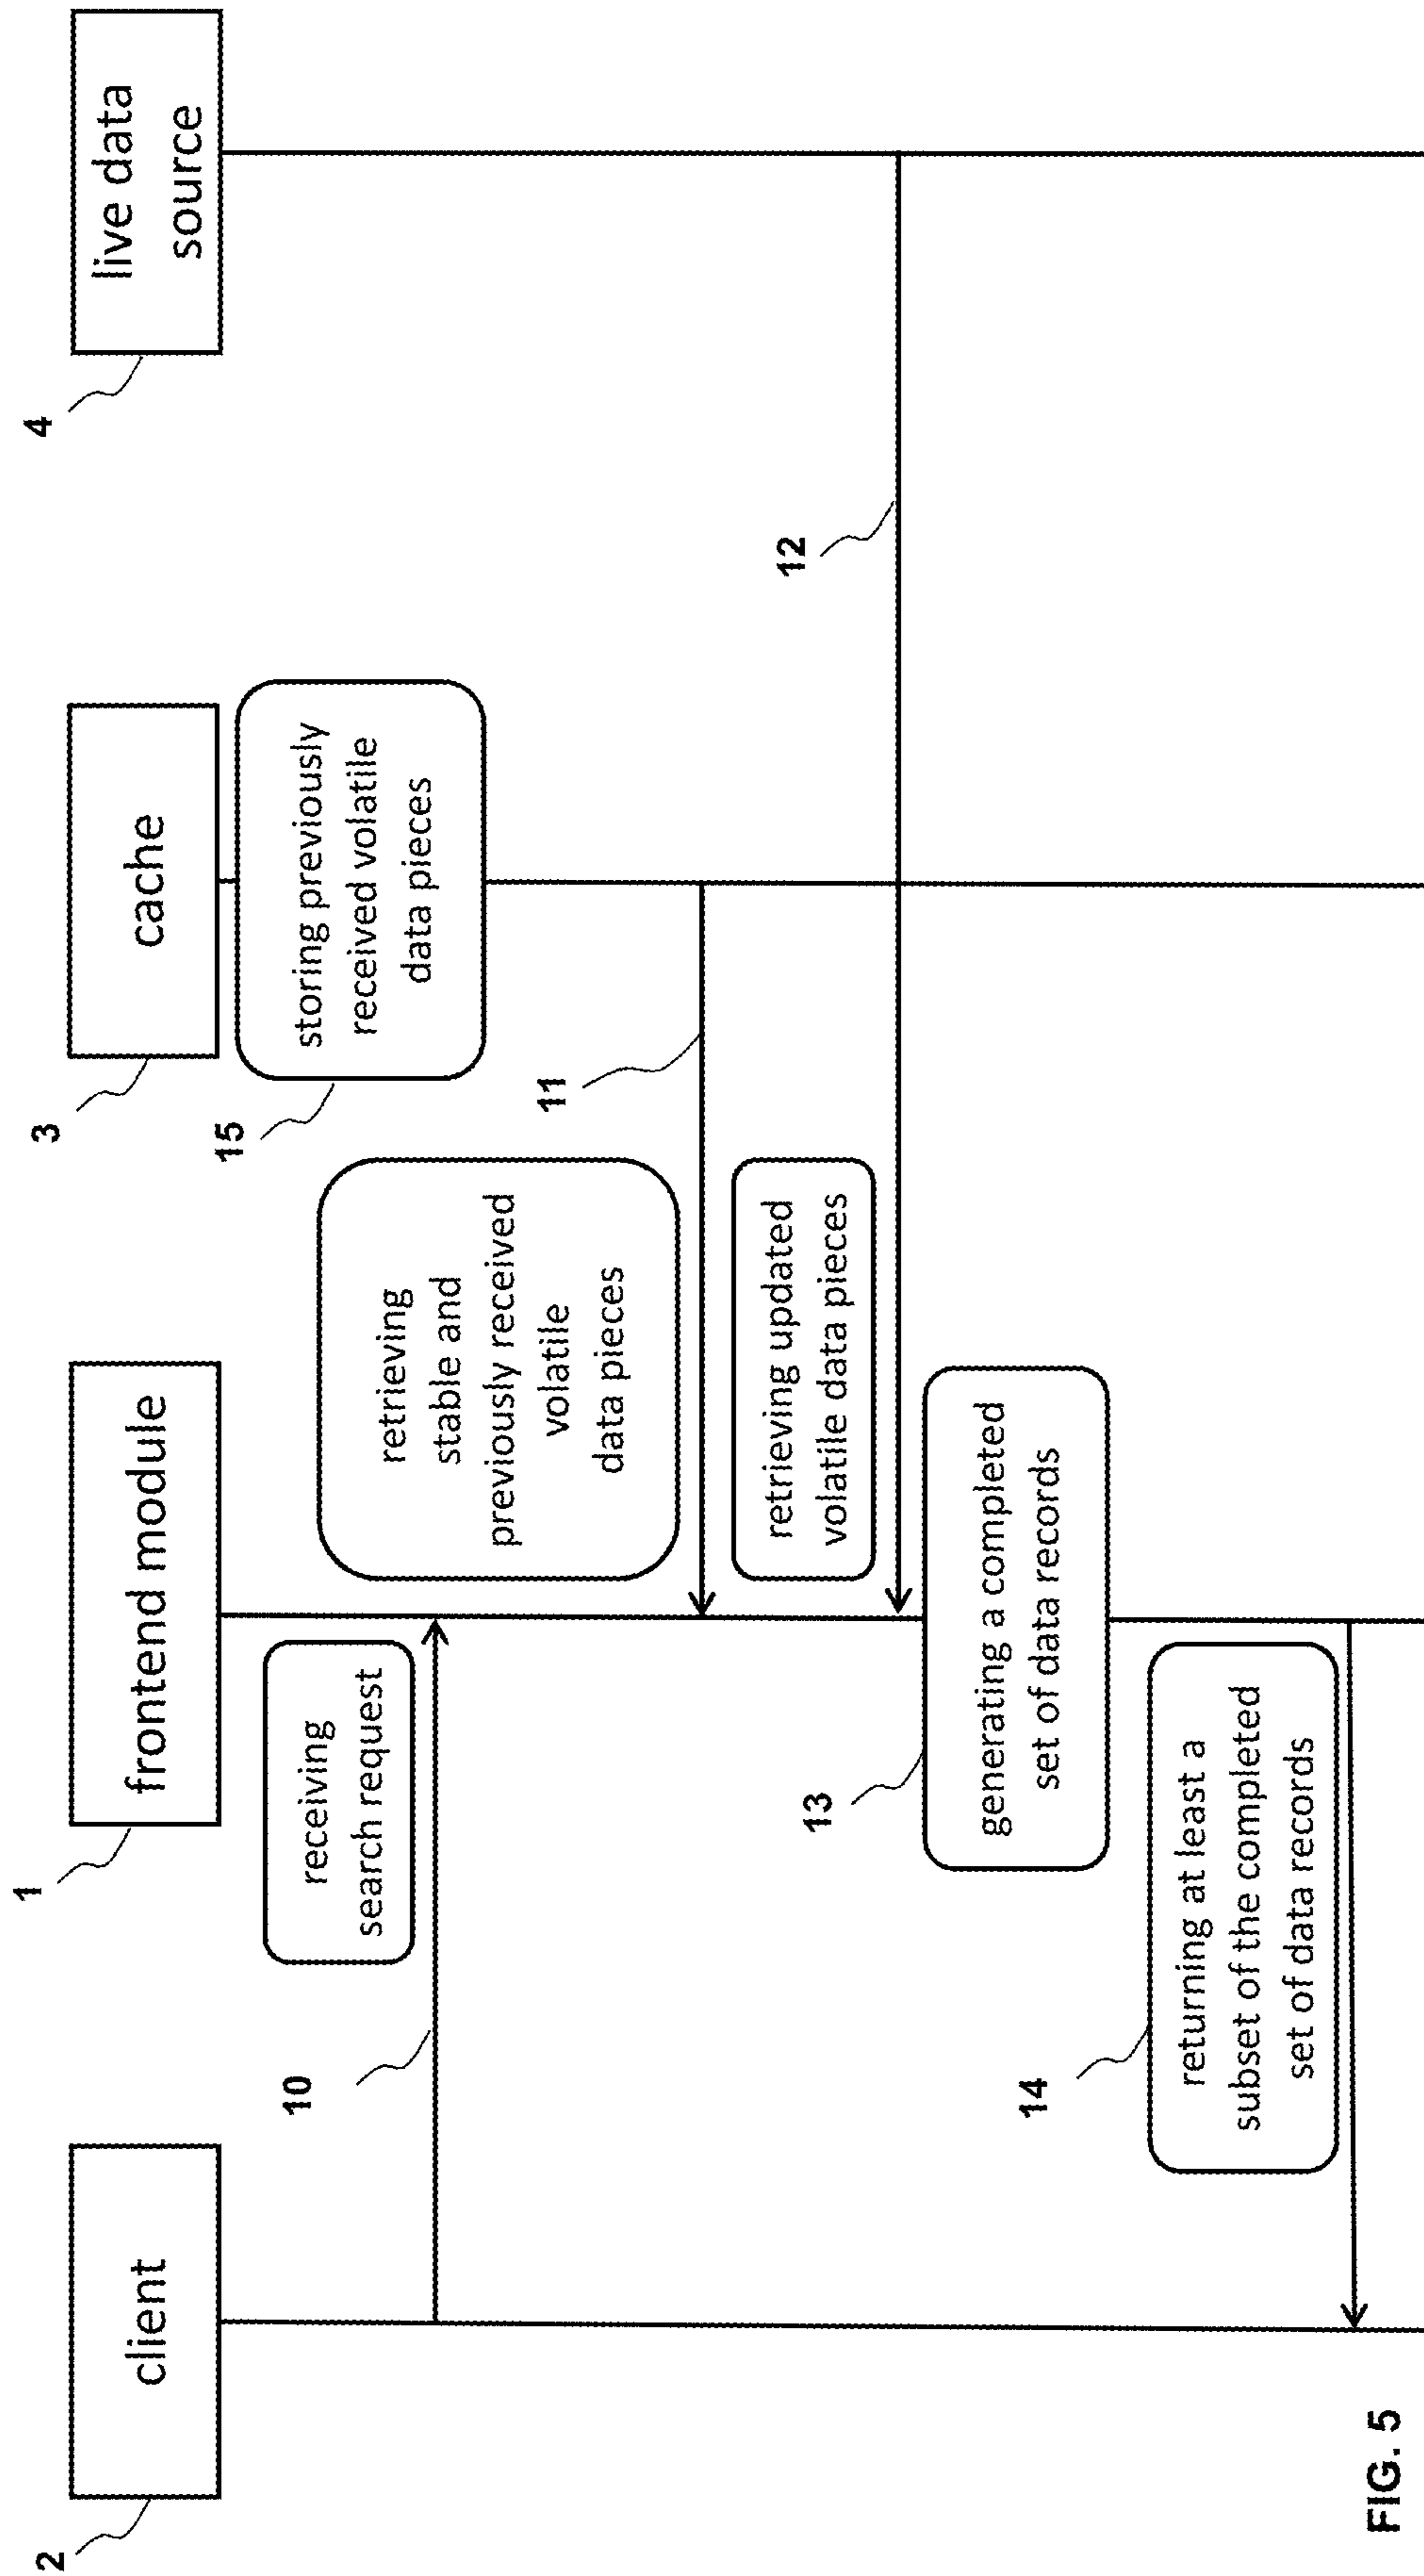 2
client
1
frontend module
3
cache
4
live data
source
15
storing previously
received volatile
data pieces
10
receiving
search request
retrieving
stable and
previously received
volatile
data pieces
11
retrieving updated
volatile data pieces
12
13
generating a completed
set of data records
14
returning at least a
subset of the completed
set of data records
FIG. 5